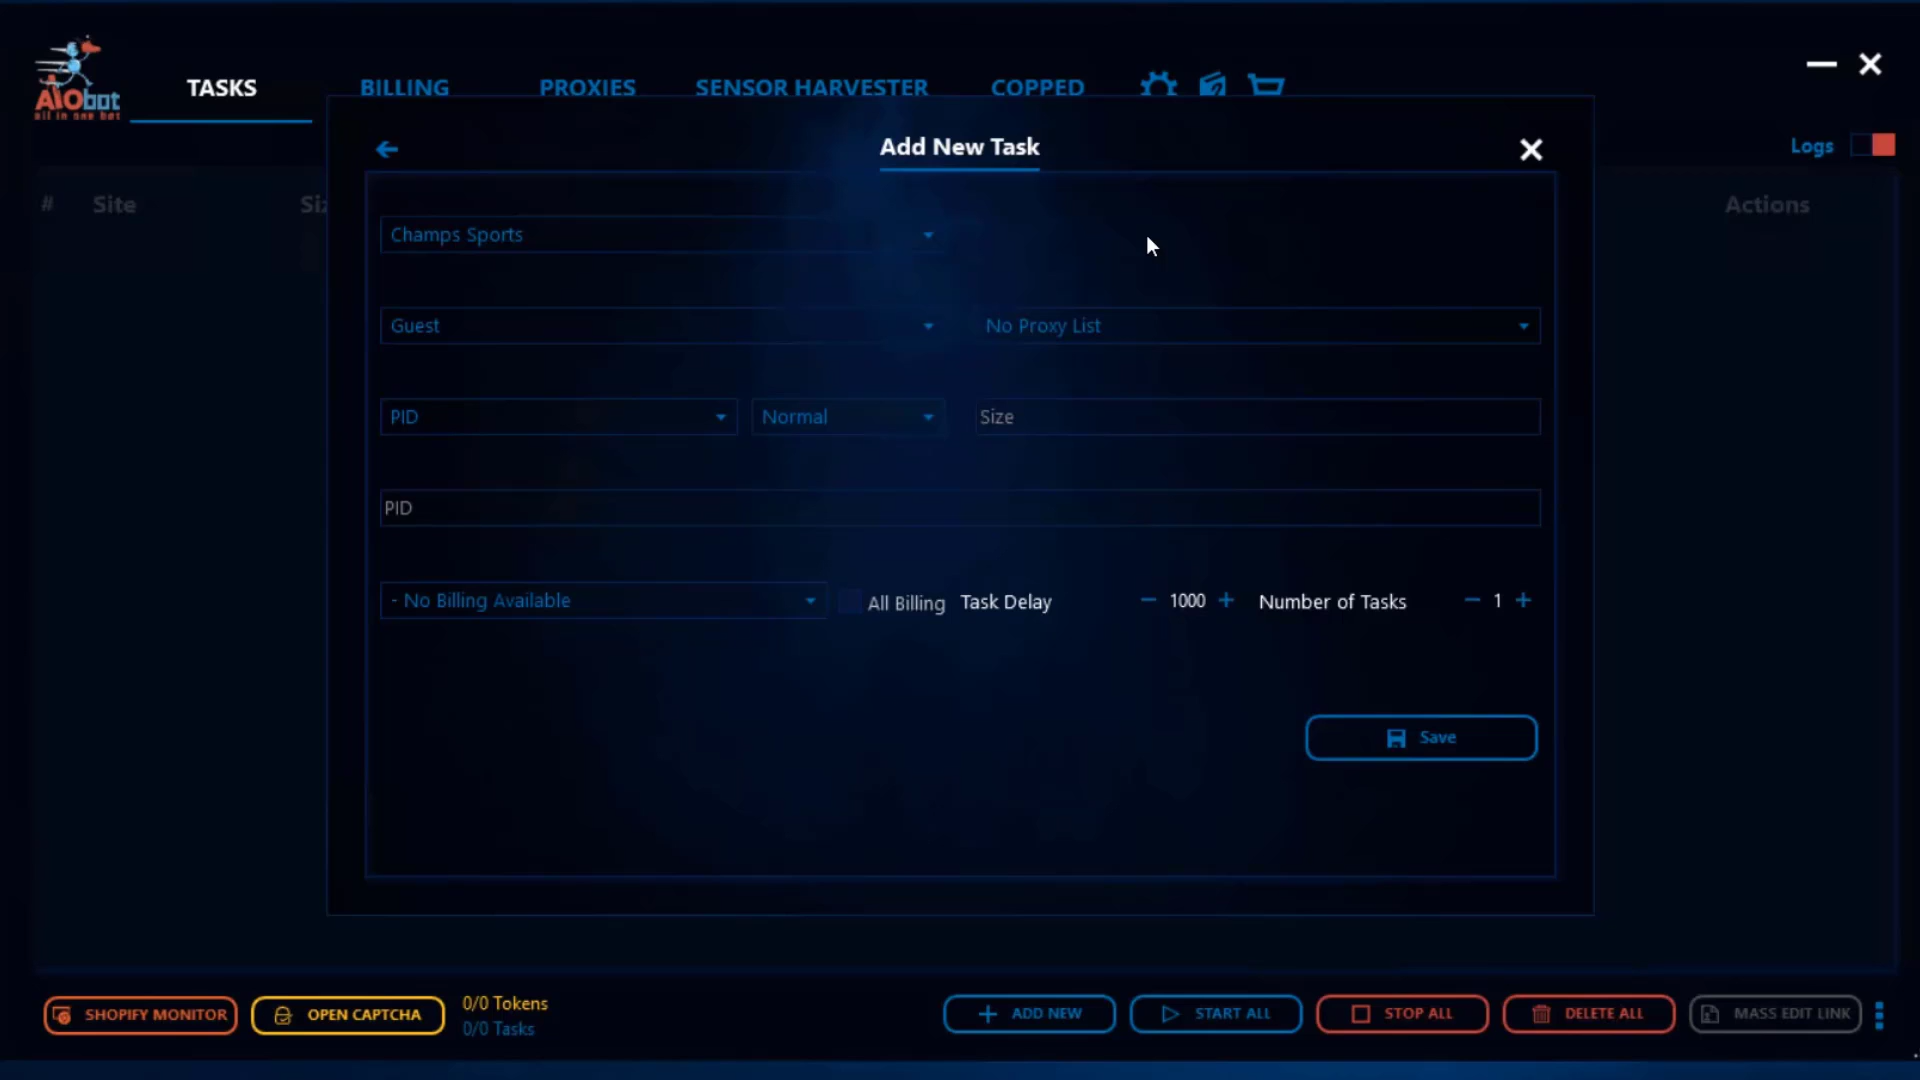 AIObot
all in one bot
TASKS
BILLING
PROXIES
SENSOR HARVESTER
COPPED
Add New Task
Logs
# Site
Siz
Actions
Champs Sports
Guest
No Proxy List
PID
Normal
Size
PID
- No Billing Available
All Billing
Task Delay
1000
Number of Tasks
1
Save
SHOPIFY MONITOR
OPEN CAPTCHA
0/0 Tokens
0/0 Tasks
ADD NEW
START ALL
STOP ALL
DELETE ALL
MASS EDIT LINK